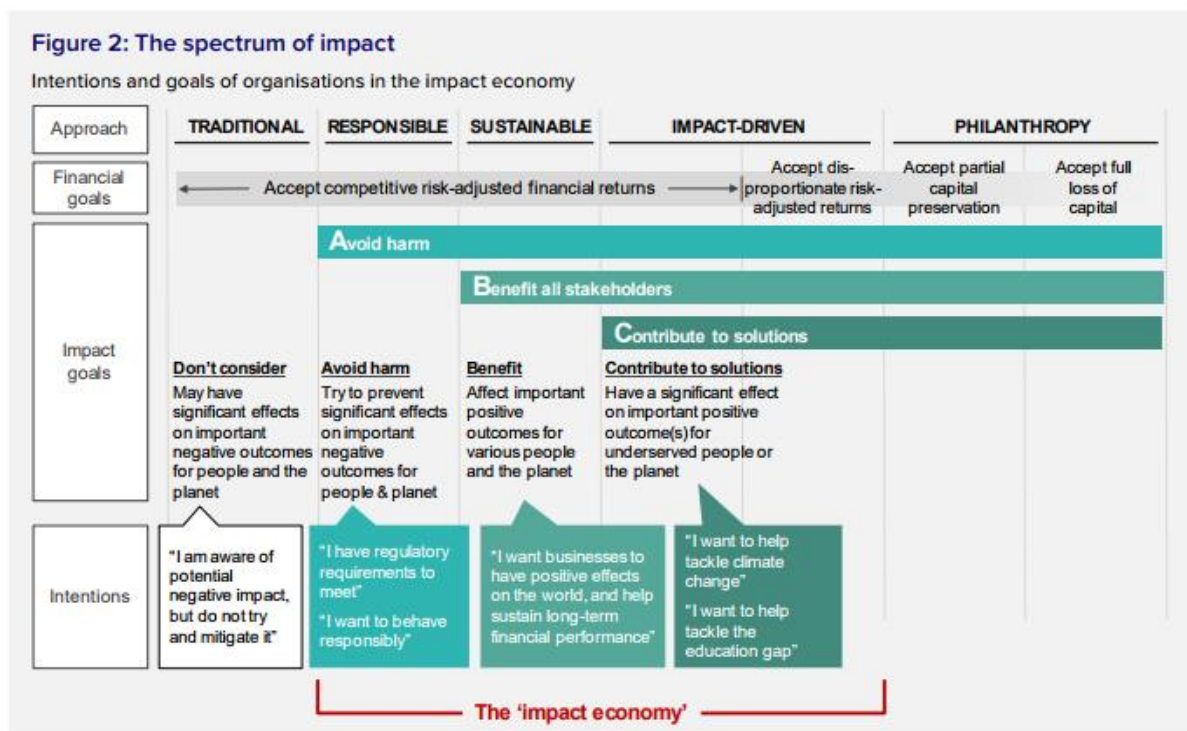 Figure 2: The spectrum of impact
Intentions and goals of organisations in the impact economy
Approach
TRADITIONAL
RESPONSIBLE
SUSTAINABLE
IMPACT-DRIVEN
PHILANTHROPY
Financial
goals
Accept competitive risk-adjusted financial returns
Accept dis-
proportionate risk-
adjusted returns
Accept partial
capital
preservation
Accept full
loss of
capital
Impact
goals
Avoid harm
Benefit all stakeholders
Contribute to solutions
Don't consider
May have
significant effects
on important
negative outcomes
for people and the
planet
Avoid harm
Try to prevent
significant effects
on important
negative
outcomes for
people & planet
Benefit
Affect important
positive
outcomes for
various people
and the planet
Contribute to solutions
Have a significant effect
on important positive
outcome(s) for
underserved people or
the planet
Intentions
"I am aware of
potential
negative impact,
but do not try
and mitigate it"
"I have regulatory
requirements to
meet"
"I want to behave
responsibly"
"I want businesses to
have positive effects
on the world, and help
sustain long-term
financial performance"
"I want to help
tackle climate
change"
"I want to help
tackle the
education gap"
The 'impact economy'